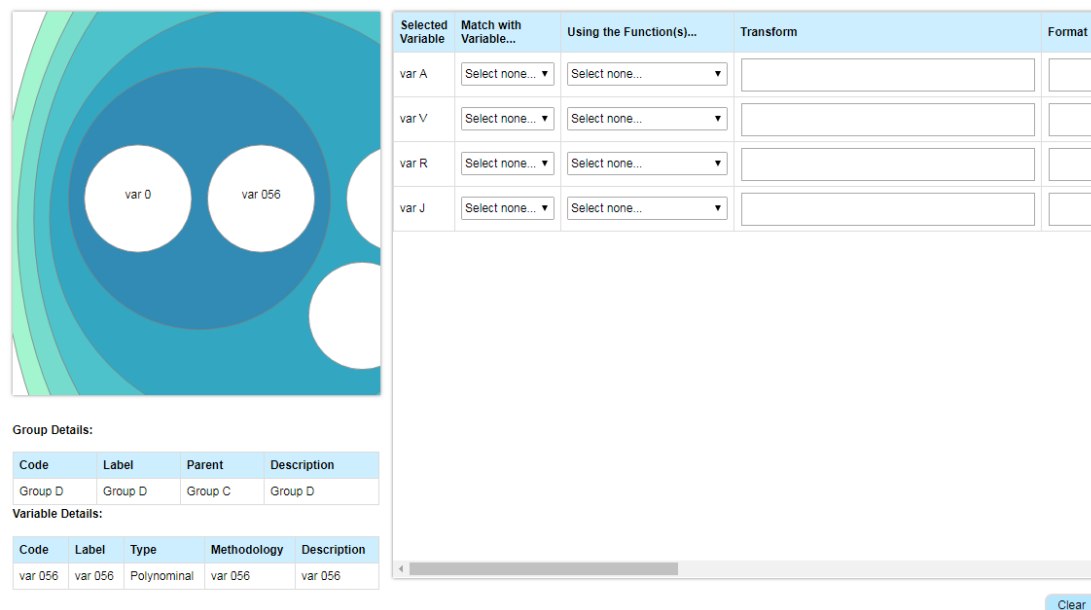 var 0
var 056
Group Details:
Code Label Parent Description
Group D Group D Group C Group D
Variable Details:
Code Label Type Methodology Description
var 056 var 056 Polynominal var 056 var 056
Selected Variable Match with Variable... Using the Function(s)... Transform Format
var A Select none... Select none...
var V Select none... Select none...
var R Select none... Select none...
var J Select none... Select none...
Clear